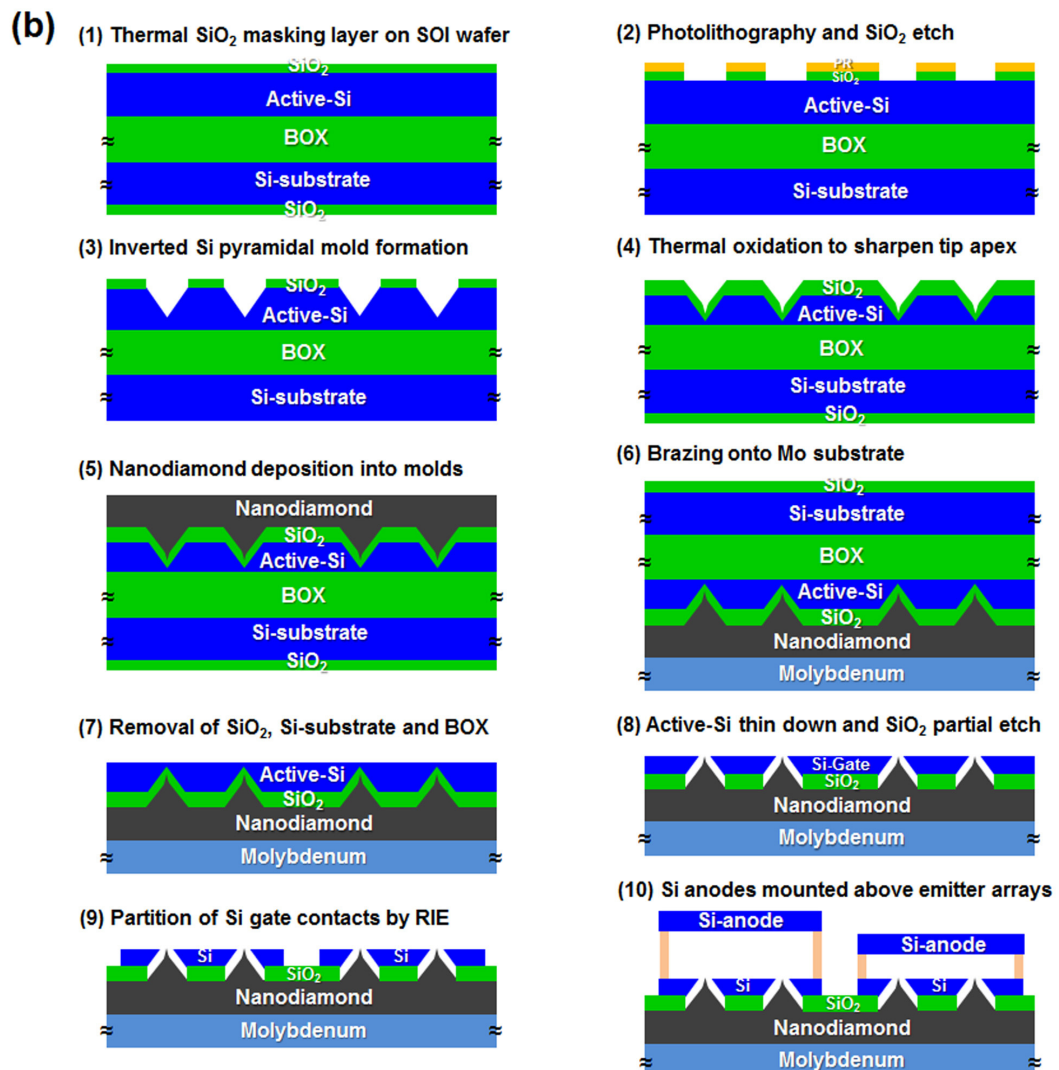 (b)
(1) Thermal SiO₂ masking layer on SOI wafer
SiO₂
Active-Si
BOX
≈ ≈
Si-substrate
≈ ≈
SiO₂
(2) Photolithography and SiO₂ etch
PR
SiO₂
Active-Si
BOX
≈ ≈
Si-substrate
≈ ≈
(3) Inverted Si pyramidal mold formation
SiO₂
Active-Si
BOX
≈ ≈
Si-substrate
≈ ≈
(4) Thermal oxidation to sharpen tip apex
SiO₂
Active-Si
BOX
≈ ≈
Si-substrate
≈ ≈
SiO₂
(5) Nanodiamond deposition into molds
Nanodiamond
SiO₂
Active-Si
BOX
≈ ≈
Si-substrate
≈ ≈
SiO₂
(6) Brazing onto Mo substrate
SiO₂
Si-substrate
≈ ≈
BOX
≈ ≈
Active-Si
SiO₂
Nanodiamond
Molybdenum
≈ ≈
(7) Removal of SiO₂, Si-substrate and BOX
Active-Si
SiO₂
Nanodiamond
Molybdenum
≈ ≈
(8) Active-Si thin down and SiO₂ partial etch
Si-Gate
SiO₂
Nanodiamond
Molybdenum
≈ ≈
(9) Partition of Si gate contacts by RIE
Si Si
SiO₂
Nanodiamond
Molybdenum
≈ ≈
(10) Si anodes mounted above emitter arrays
Si-anode
Si-anode
Si Si
SiO₂
Nanodiamond
Molybdenum
≈ ≈